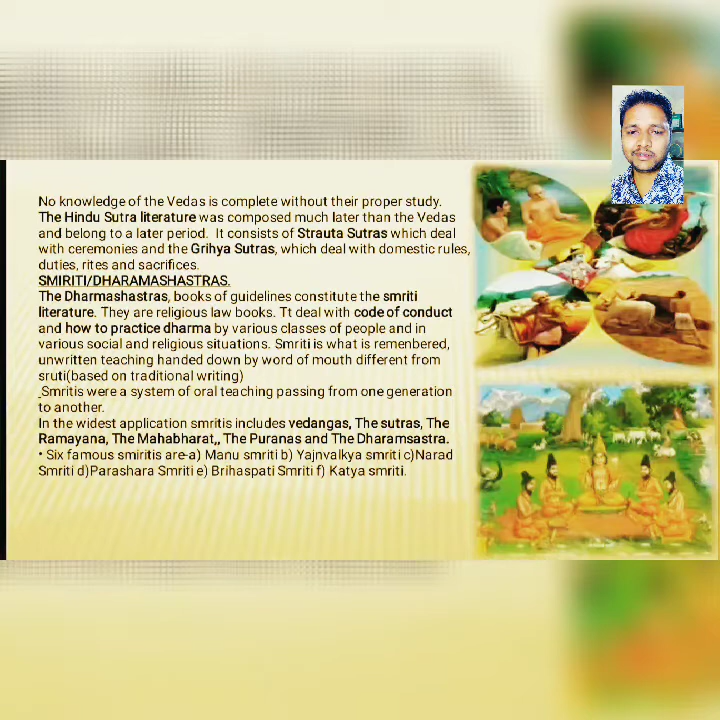 No knowledge of the Vedas is complete without their proper study.
The Hindu Sutra literature was composed much later than the Vedas
and belong to a later period. It consists of Strauta Sutras which deal
with ceremonies and the Grihya Sutras, which deal with domestic rules,
duties, rites and sacrifices.
SMIRITI/DHARAMASHASTRAS.
The Dharmashastras, books of guidelines constitute the smriti
literature. They are religious law books. Tt deal with code of conduct
and how to practice dharma by various classes of people and in
various social and religious situations. Smriti is what is remenbered,
unwritten teaching handed down by word of mouth different from
sruti(based on traditional writing)
_Smritis were a system of oral teaching passing from one generation
to another.
In the widest application smritis includes vedangas, The sutras, The
Ramayana, The Mahabharat,, The Puranas and The Dharamsastra.
• Six famous smiritis are-a) Manu smriti b) Yajnvalkya smriti c)Narad
Smriti d)Parashara Smriti e) Brihaspati Smriti f) Katya smriti.